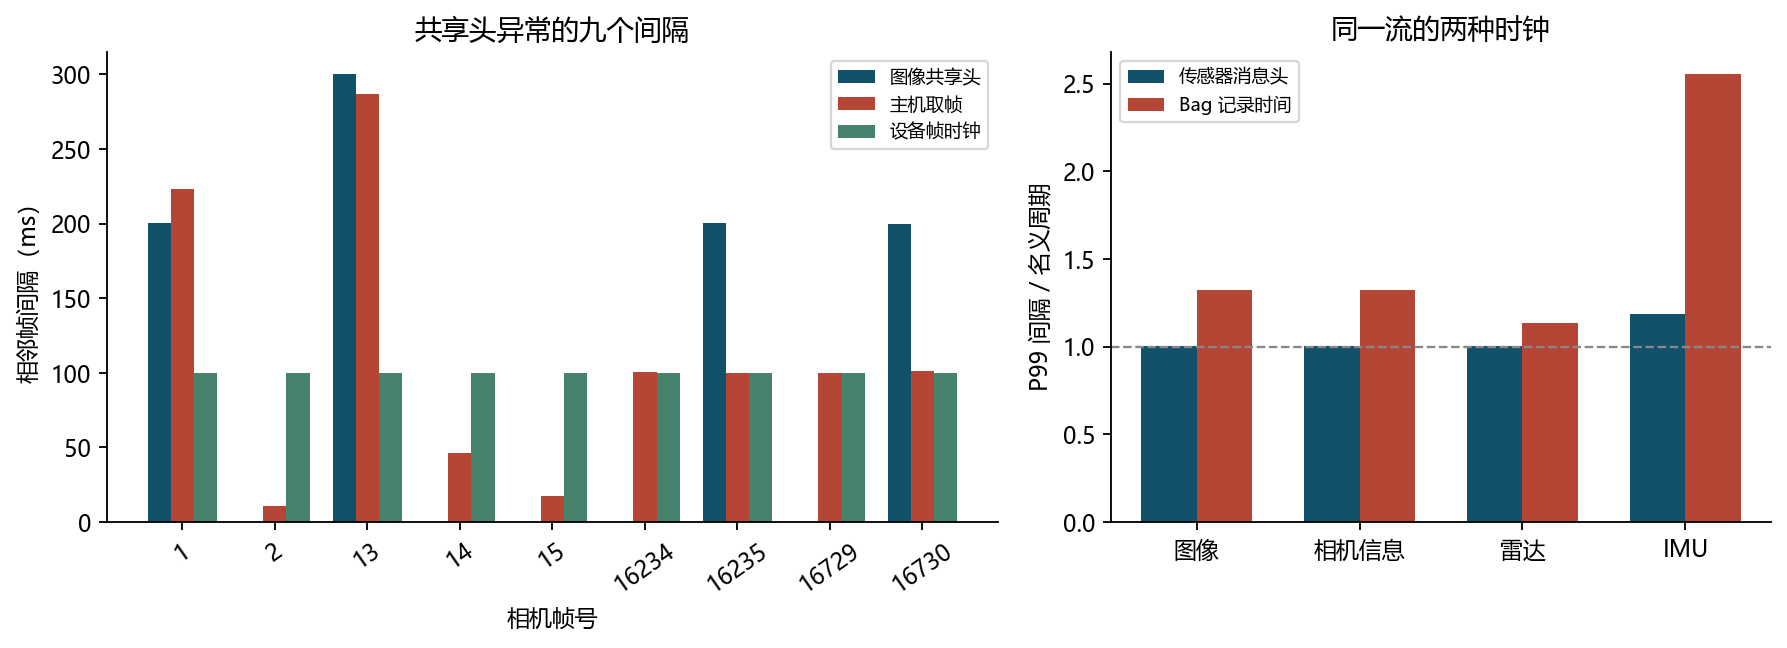 共享头异常的九个间隔
图像共享头
主机取帧
设备帧时钟
相邻帧间隔（ms）
300
250
200
150
100
50
0
1
2
13
14
15
16234
16235
16729
16730
相机帧号
同一流的两种时钟
传感器消息头
Bag 记录时间
P99 间隔 / 名义周期
2.5
2.0
1.5
1.0
0.5
0.0
图像
相机信息
雷达
IMU